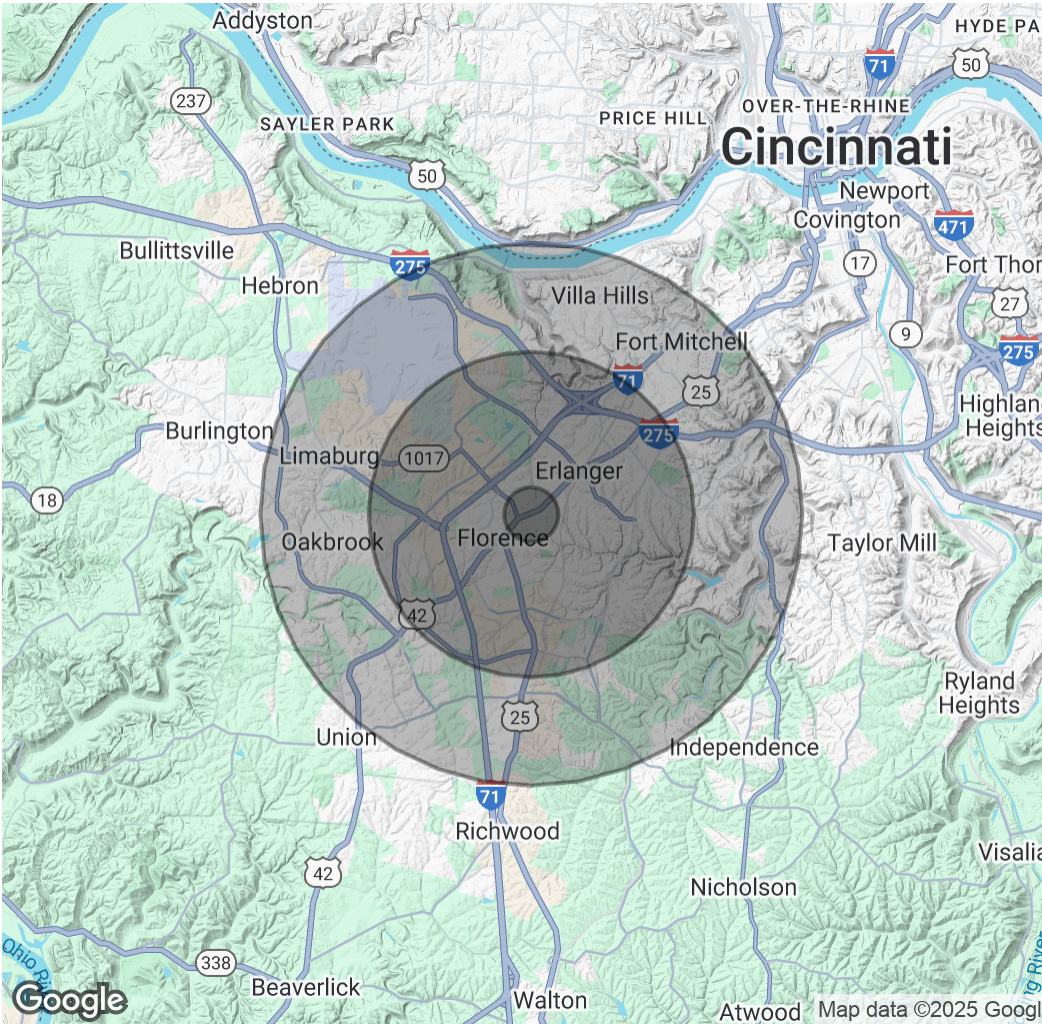 Addyston
HYDE PA
71
50
237
OVER-THE-RHINE
PRICE HILL
SAYLER PARK
Cincinnati
50
Newport
Covington
471
Bullittsville
275
17
Fort Thor
Hebron
Villa Hills
27
9
Fort Mitchell
275
71
25
Highlan
Heights
Burlington
275
Limaburg
1017
Erlanger
18
Florence
Oakbrook
Taylor Mill
42
Ryland
Heights
25
Union
Independence
71
Richwood
Visalia
42
Nicholson
Ohio Ri
338
Beaverlick
ng River
Google
Walton
Atwood
Map data ©2025 Googl